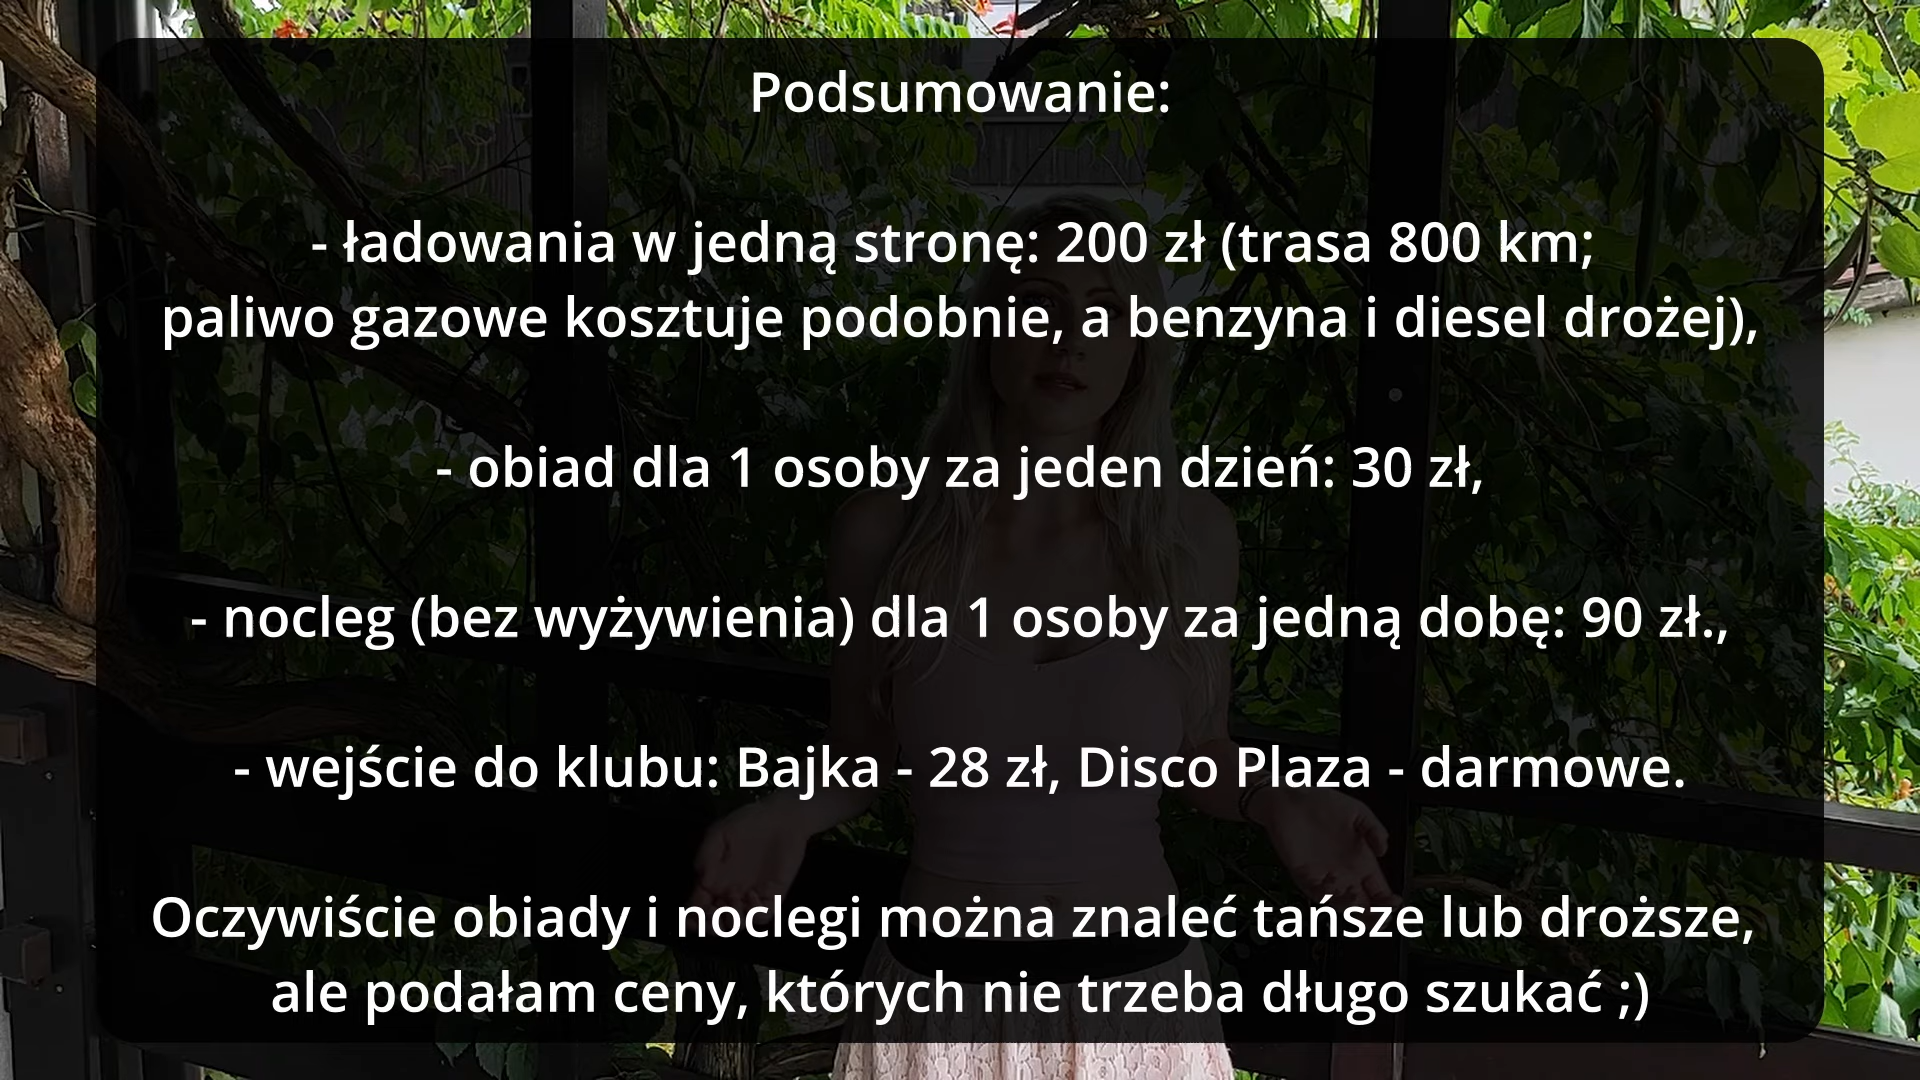 Podsumowanie:
- ładowania w jedną stronę: 200 zł (trasa 800 km;
paliwo gazowe kosztuje podobnie, a benzyna i diesel drożej),
- obiad dla 1 osoby za jeden dzień: 30 zł,
- nocleg (bez wyżywienia) dla 1 osoby za jedną dobę: 90 zł.,
- wejście do klubu: Bajka - 28 zł, Disco Plaza - darmowe.
Oczywiście obiady i noclegi można znaleć tańsze lub droższe,
ale podałam ceny, których nie trzeba długo szukać ;)